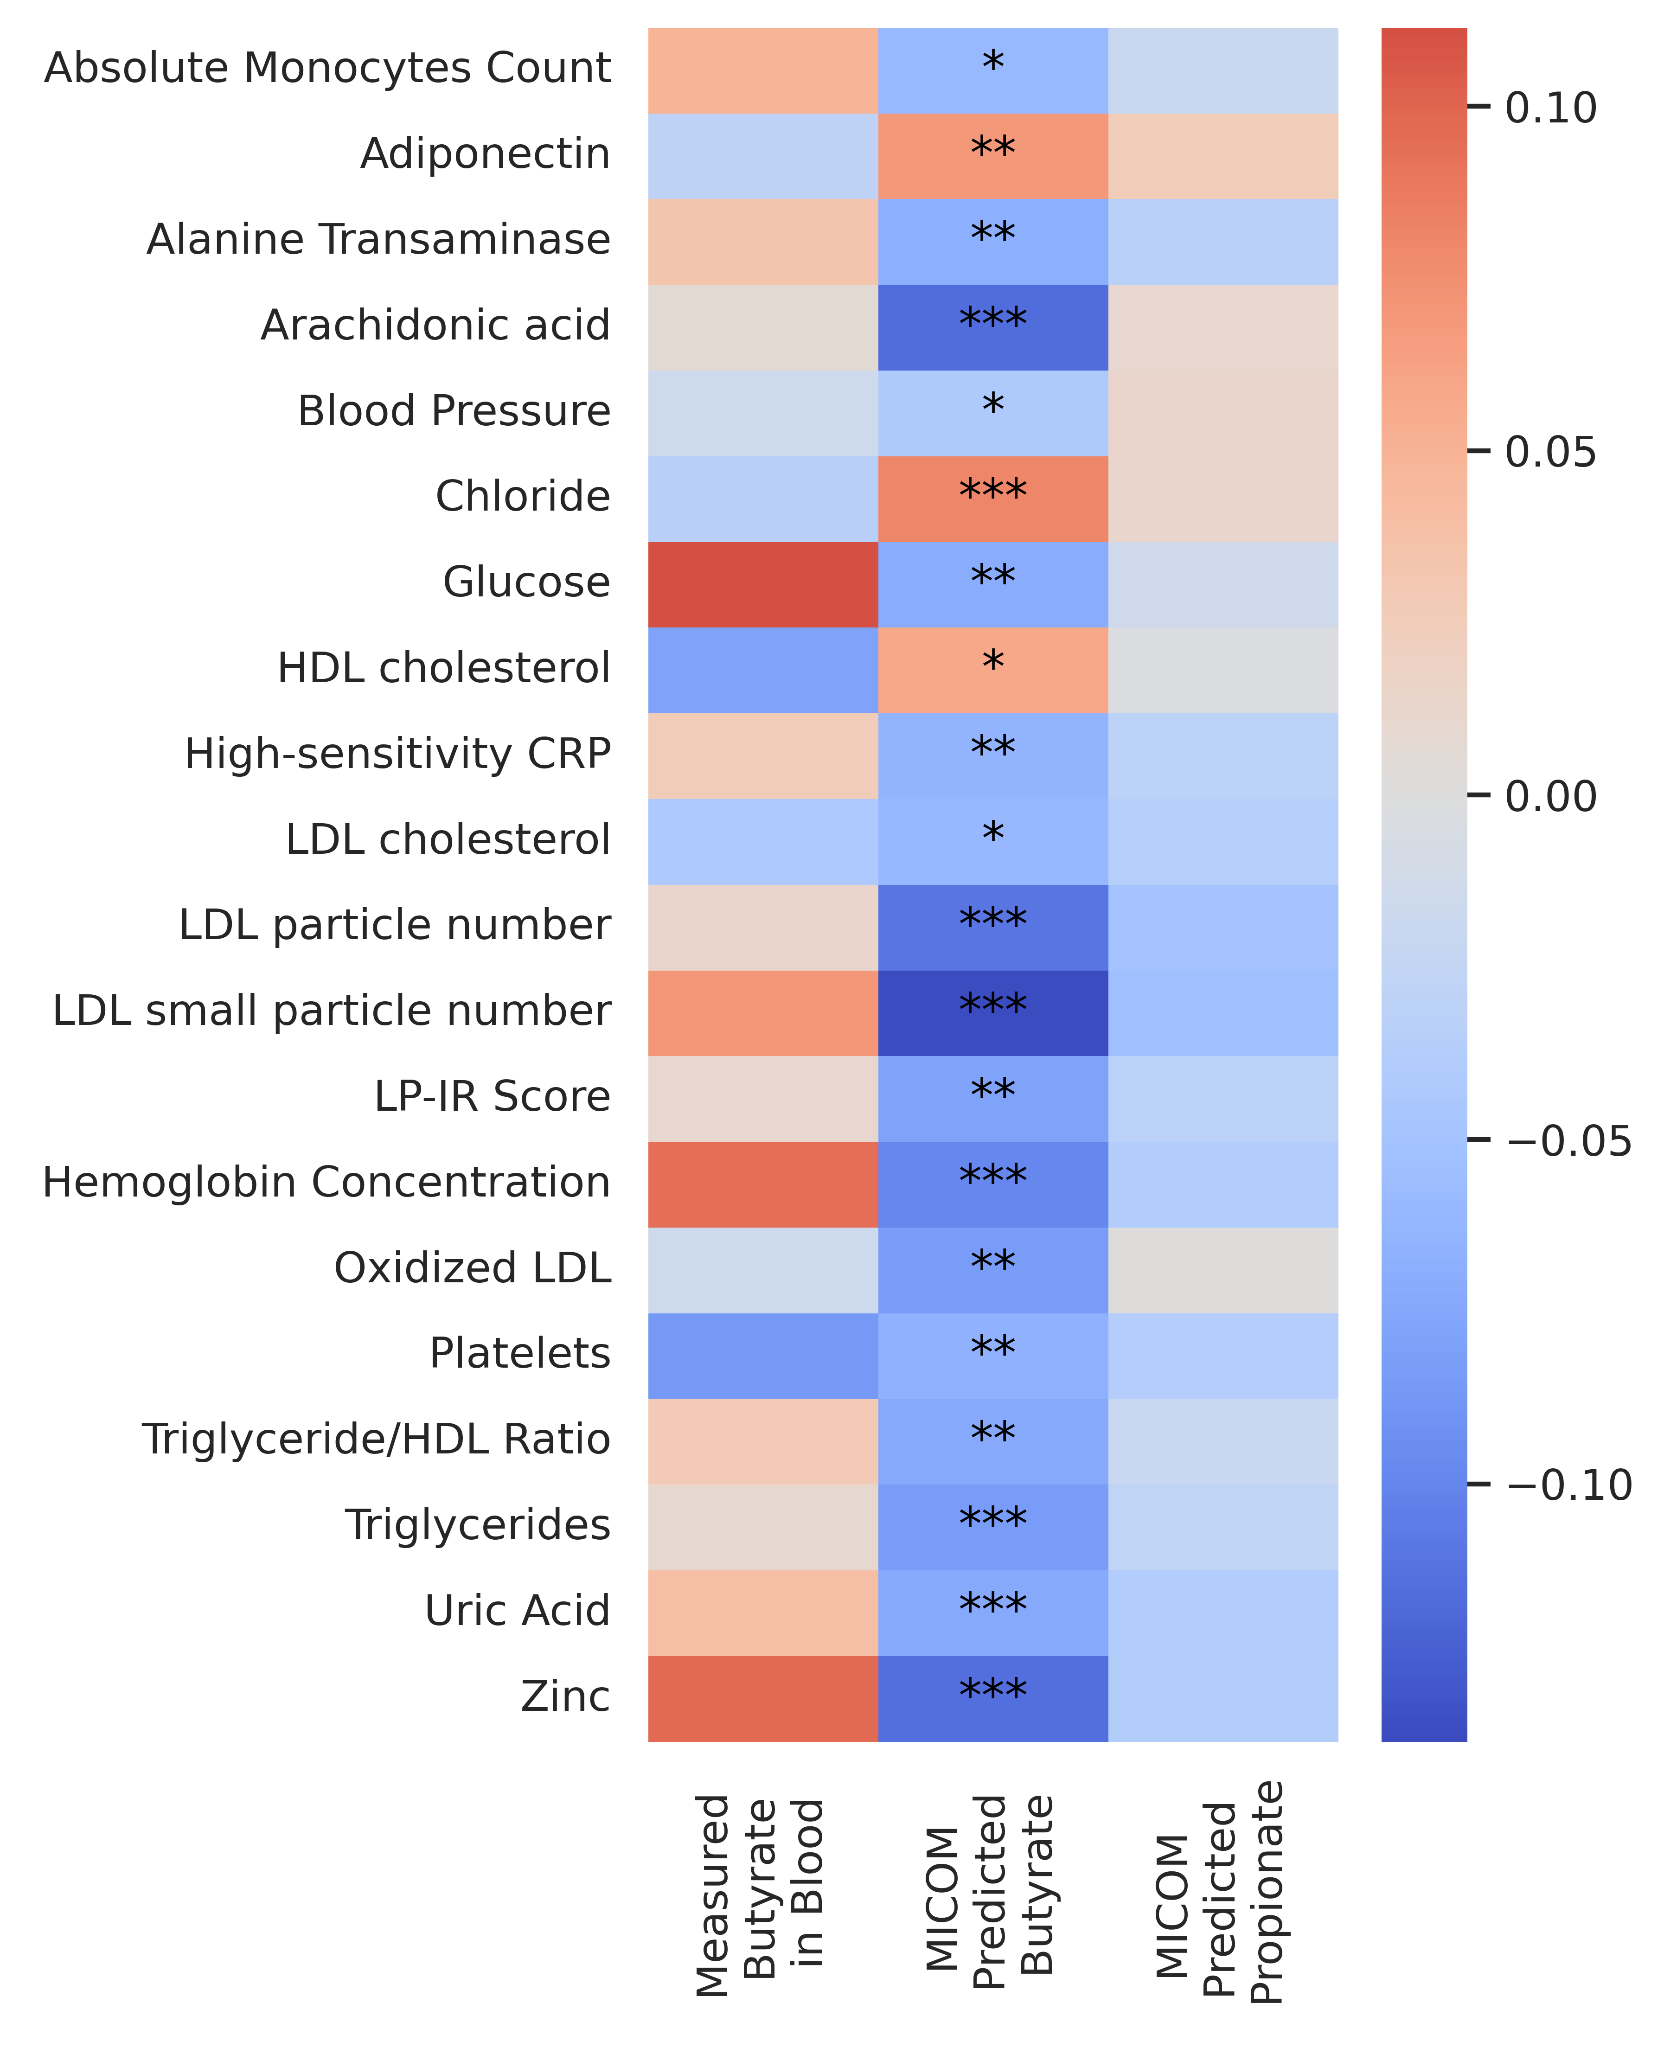 Absolute Monocytes Count
*
Adiponectin
**
Alanine Transaminase
**
Arachidonic acid
***
Blood Pressure
*
Chloride
***
Glucose
**
HDL cholesterol
*
High-sensitivity CRP
**
LDL cholesterol
*
LDL particle number
***
LDL small particle number
***
LP-IR Score
**
Hemoglobin Concentration
***
Oxidized LDL
**
Platelets
**
Triglyceride/HDL Ratio
**
Triglycerides
***
Uric Acid
***
Zinc
***
0.10
0.05
0.00
−0.05
−0.10
Measured
Butyrate
in Blood
MICOM
Predicted
Butyrate
MICOM
Predicted
Propionate